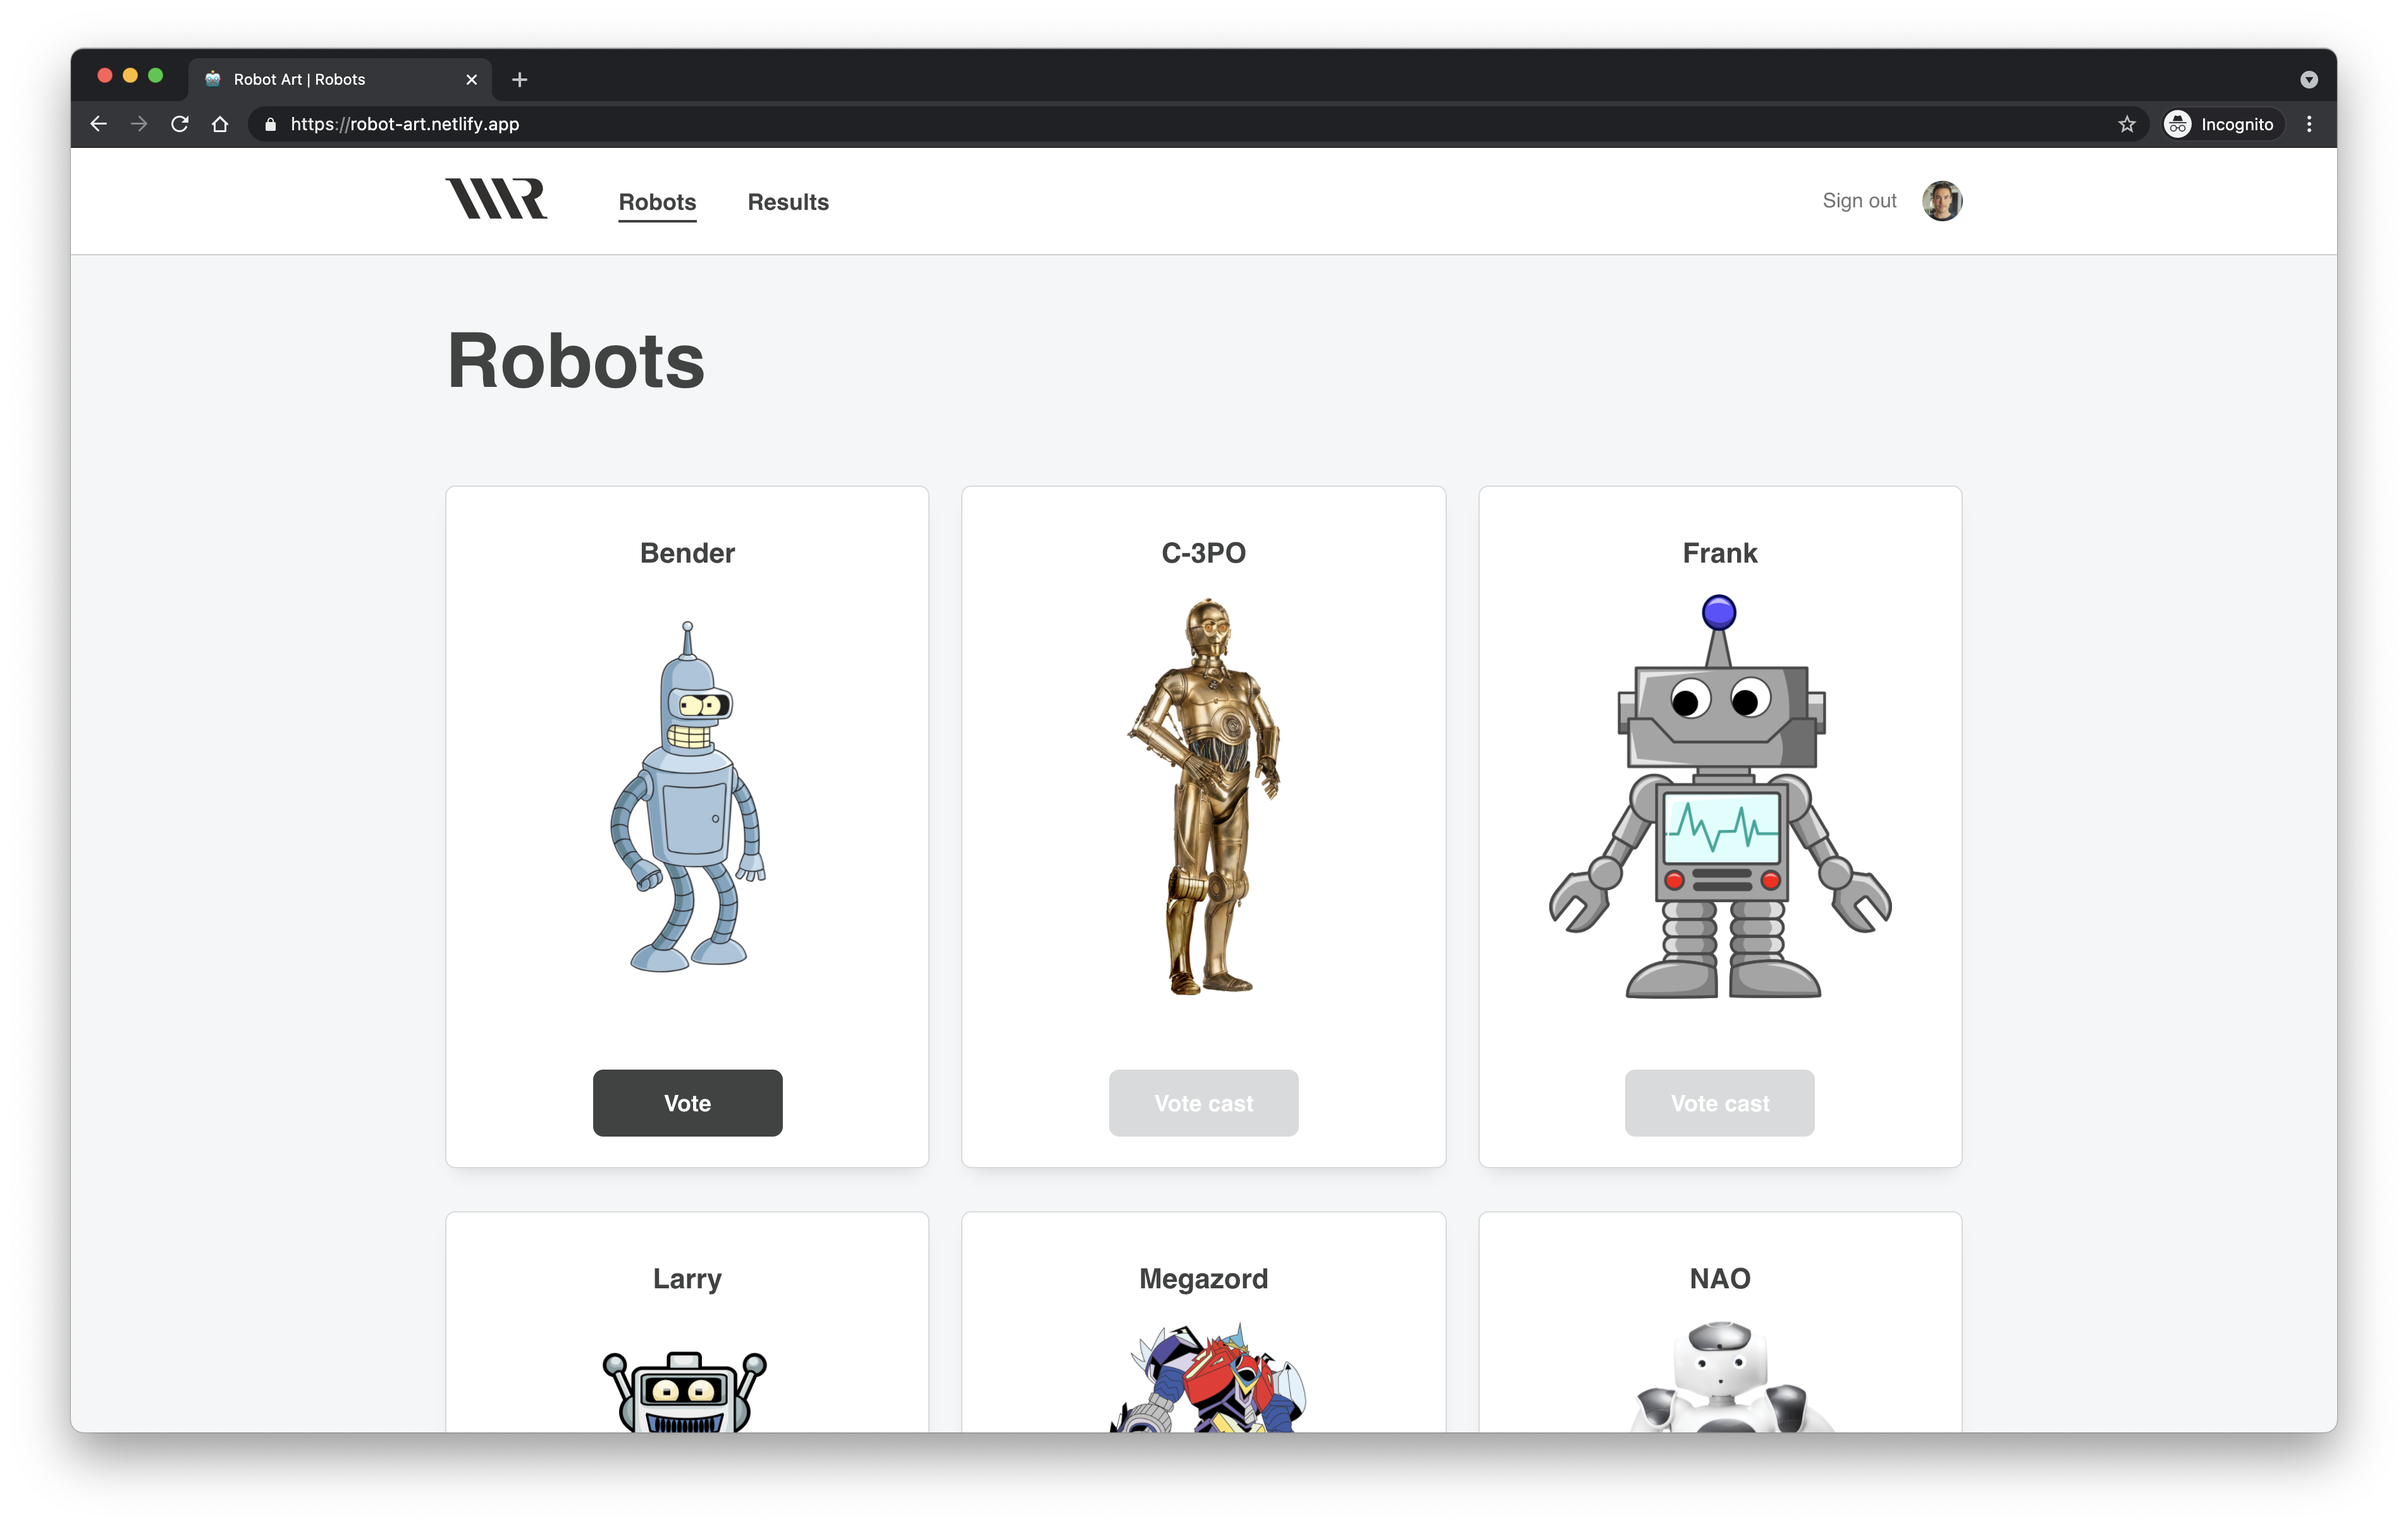 Robot Art | Robots
https://robot-art.netlify.app
Incognito
Robots Results Sign out
Robots
Bender C-3PO Frank
Vote Vote cast Vote cast
Larry Megazord NAO